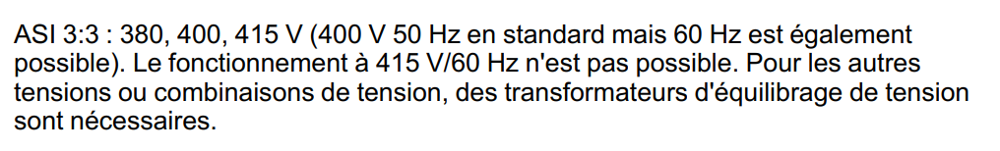 ASI 3:3 : 380, 400, 415 V (400 V 50 Hz en standard mais 60 Hz est également
possible). Le fonctionnement à 415 V/60 Hz n'est pas possible. Pour les autres
tensions ou combinaisons de tension, des transformateurs d'équilibrage de tension
sont nécessaires.